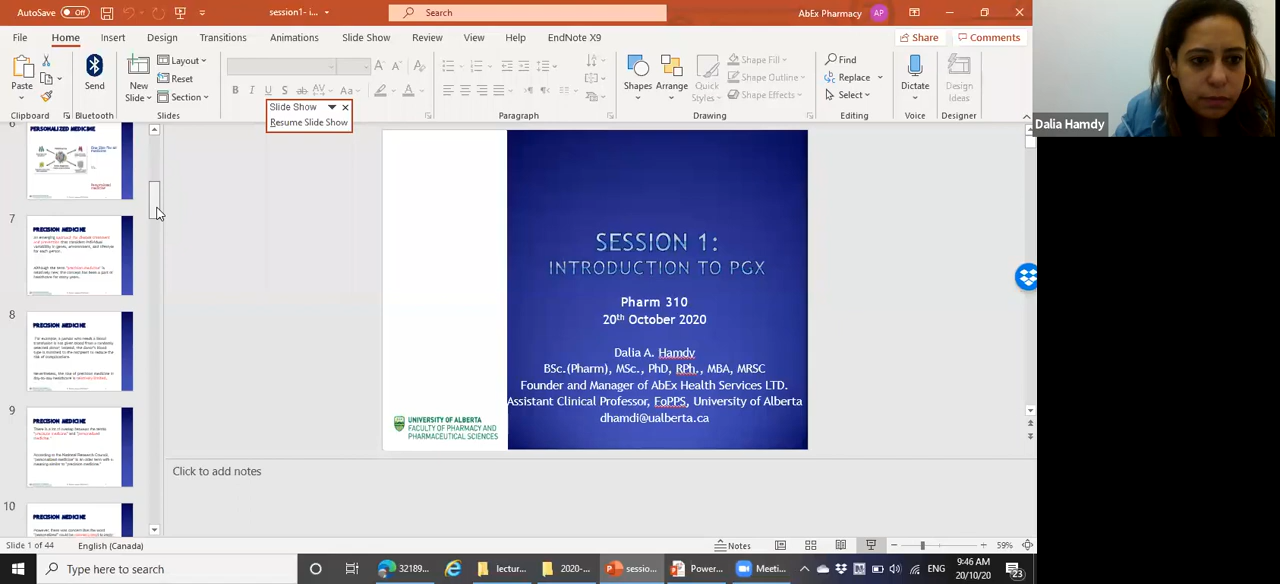 AutoSave Off
session1- i...
Search
AbEx Pharmacy AP
File Home Insert Design Transitions Animations Slide Show Review View Help EndNote X9
Share Comments
Paste
Clipboard
Send
Bluetooth
New
Slide
Layout
Reset
Section
Slides
B I U S ab AV Aa A
Slide Show
Resume Slide Show
Paragraph
Shapes Arrange Quick
Styles
Shape Fill
Shape Outline
Shape Effects
Drawing
Find
Replace
Select
Editing
Dictate
Voice
Design
Ideas
Designer
Dalia Hamdy
6
PERSONALIZED MEDICINE
7
PRECISION MEDICINE
8
PRECISION MEDICINE
9
PRECISION MEDICINE
10
PRECISION MEDICINE
SESSION 1:
INTRODUCTION TO PGX
Pharm 310
20th October 2020
Dalia A. Hamdy
BSc.(Pharm), MSc., PhD, RPh., MBA, MRSC
Founder and Manager of AbEx Health Services LTD.
Assistant Clinical Professor, FoPPS, University of Alberta
dhamdi@ualberta.ca
UNIVERSITY OF ALBERTA
FACULTY OF PHARMACY AND
PHARMACEUTICAL SCIENCES
Click to add notes
Slide 1 of 44 English (Canada) Notes 59%
Type here to search
32189...
lectur...
2020-...
sessio...
Power...
Meeti...
ENG
9:46 AM
20/10/20
23